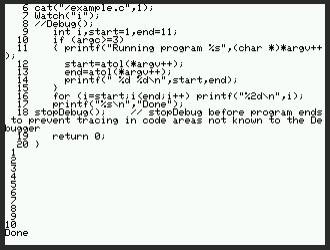 6 cat("/example.c",1);
7 Watch("i");
8 //Debug();
9    int i,start=1,end=11;
10    if (argc>=3)
11    { printf("Running program %s",(char *)*argv++
);
12      start=atol(*argv++);
13      end=atol(*argv++);
14      printf(" %d %d\n",start,end);
15    }
16    for (i=start;i<end;i++) printf("%2d\n",i);
17    printf("%s\n","Done");
18 stopDebug();    // stopDebug before program ends
 to prevent tracing in code areas not known to the De
bugger
19    return 0;
20 }
1
2
3
4
5
6
7
8
9
10
Done